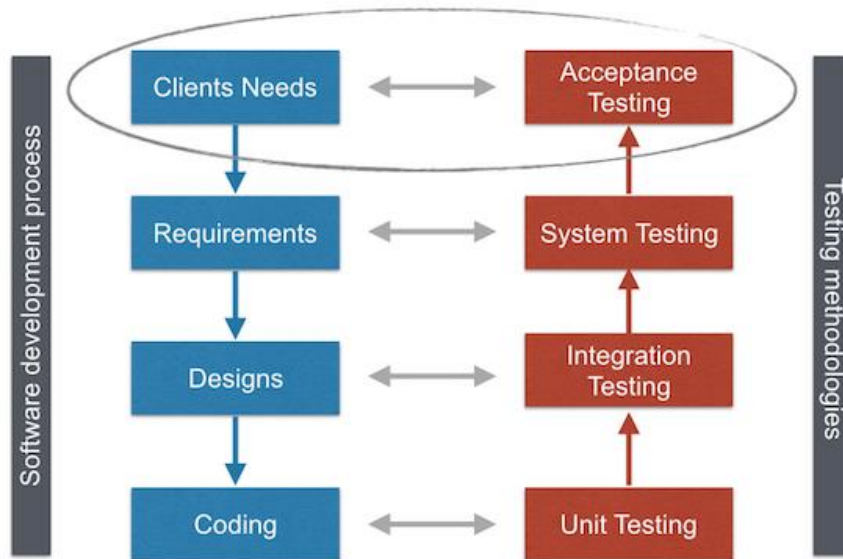 Software development process
Clients Needs
Acceptance
Testing
Requirements
System Testing
Designs
Integration
Testing
Coding
Unit Testing
Testing methodologies